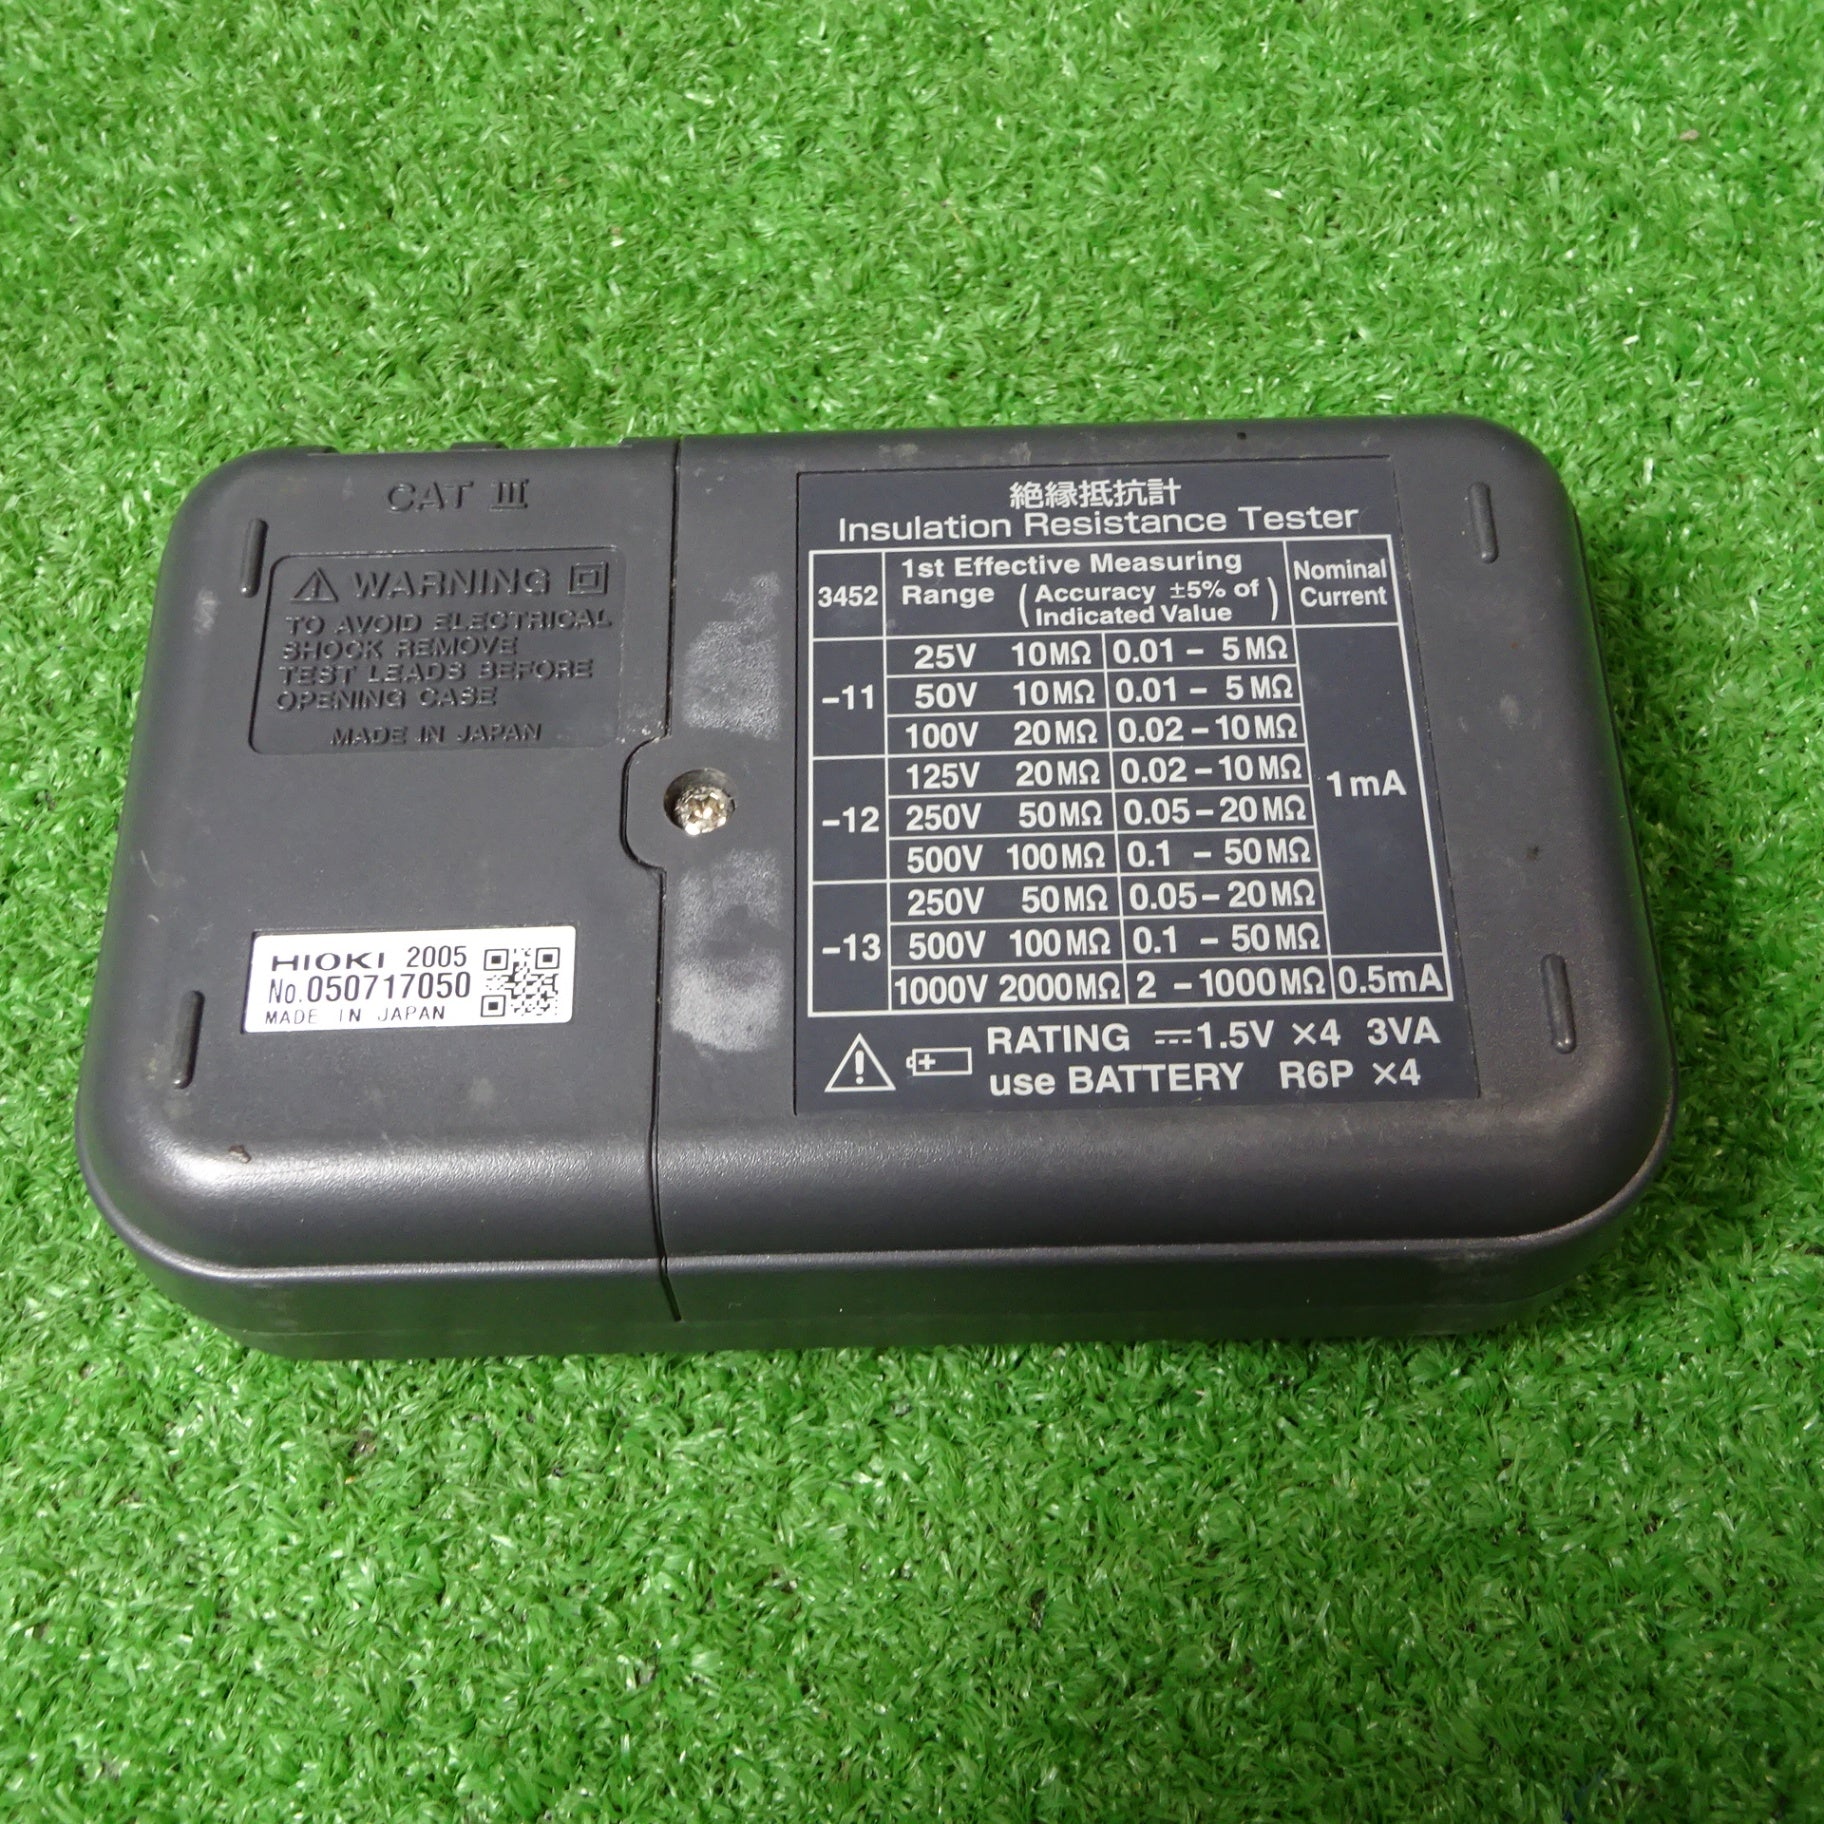 CAT III
WARNING
TO AVOID ELECTRICAL
SHOCK REMOVE
TEST LEADS BEFORE
OPENING CASE
MADE IN JAPAN
HIOKI 2005
No.050717050
MADE IN JAPAN
絶縁抵抗計
Insulation Resistance Tester
3452 1st Effective Measuring Range (Accuracy ±5% of Indicated Value) Nominal Current
-11 25V 10MΩ 0.01 - 5MΩ 1mA
50V 10MΩ 0.01 - 5MΩ
100V 20MΩ 0.02 - 10MΩ
-12 125V 20MΩ 0.02 - 10MΩ
250V 50MΩ 0.05 - 20MΩ
500V 100MΩ 0.1 - 50MΩ
-13 250V 50MΩ 0.05 - 20MΩ
500V 100MΩ 0.1 - 50MΩ
1000V 2000MΩ 2 - 1000MΩ 0.5mA
RATING ⎓1.5V ×4 3VA
use BATTERY R6P ×4